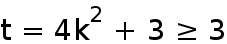 t = 4k² + 3 ≥ 3